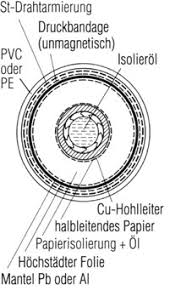 St-Drahtarmierung
Druckbandage
(unmagnetisch)
PVC
oder
PE
Isolieröl
Cu-Hohlleiter
halbleitendes Papier
Papierisolierung + Öl
Höchstädter Folie
Mantel Pb oder Al